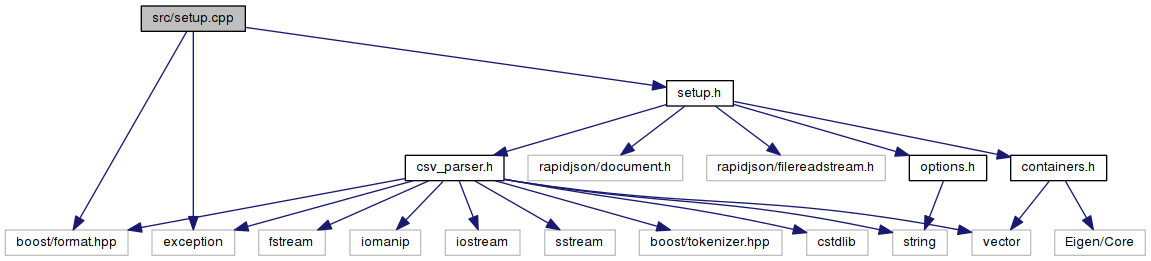 src/setup.cpp
setup.h
csv_parser.h
rapidjson/document.h
rapidjson/filereadstream.h
options.h
containers.h
boost/format.hpp
exception
fstream
iomanip
iostream
sstream
boost/tokenizer.hpp
cstdlib
string
vector
Eigen/Core